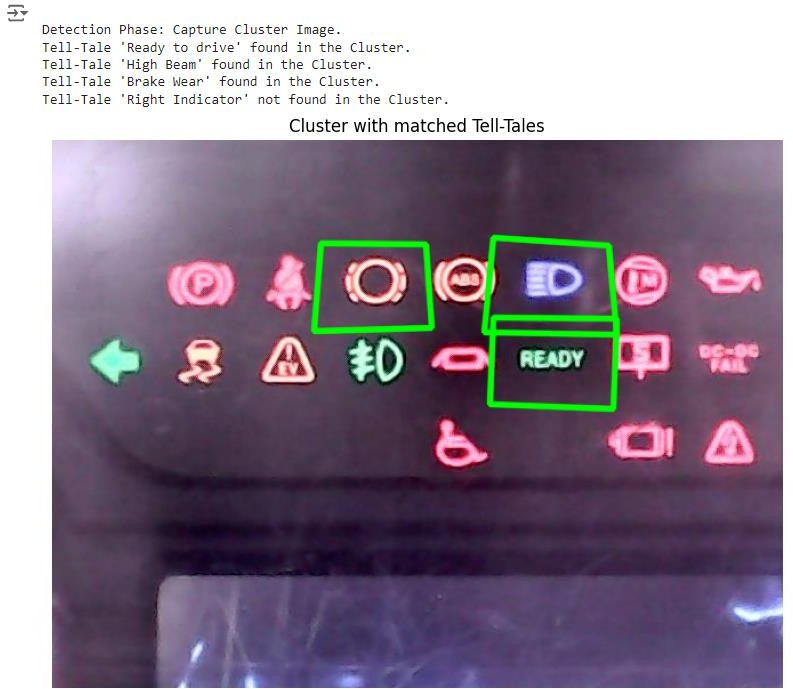 Detection Phase: Capture Cluster Image.
Tell-Tale 'Ready to drive' found in the Cluster.
Tell-Tale 'High Beam' found in the Cluster.
Tell-Tale 'Brake Wear' found in the Cluster.
Tell-Tale 'Right Indicator' not found in the Cluster.
Cluster with matched Tell-Tales
P ABS
EV READY S DC-DC
FAIL